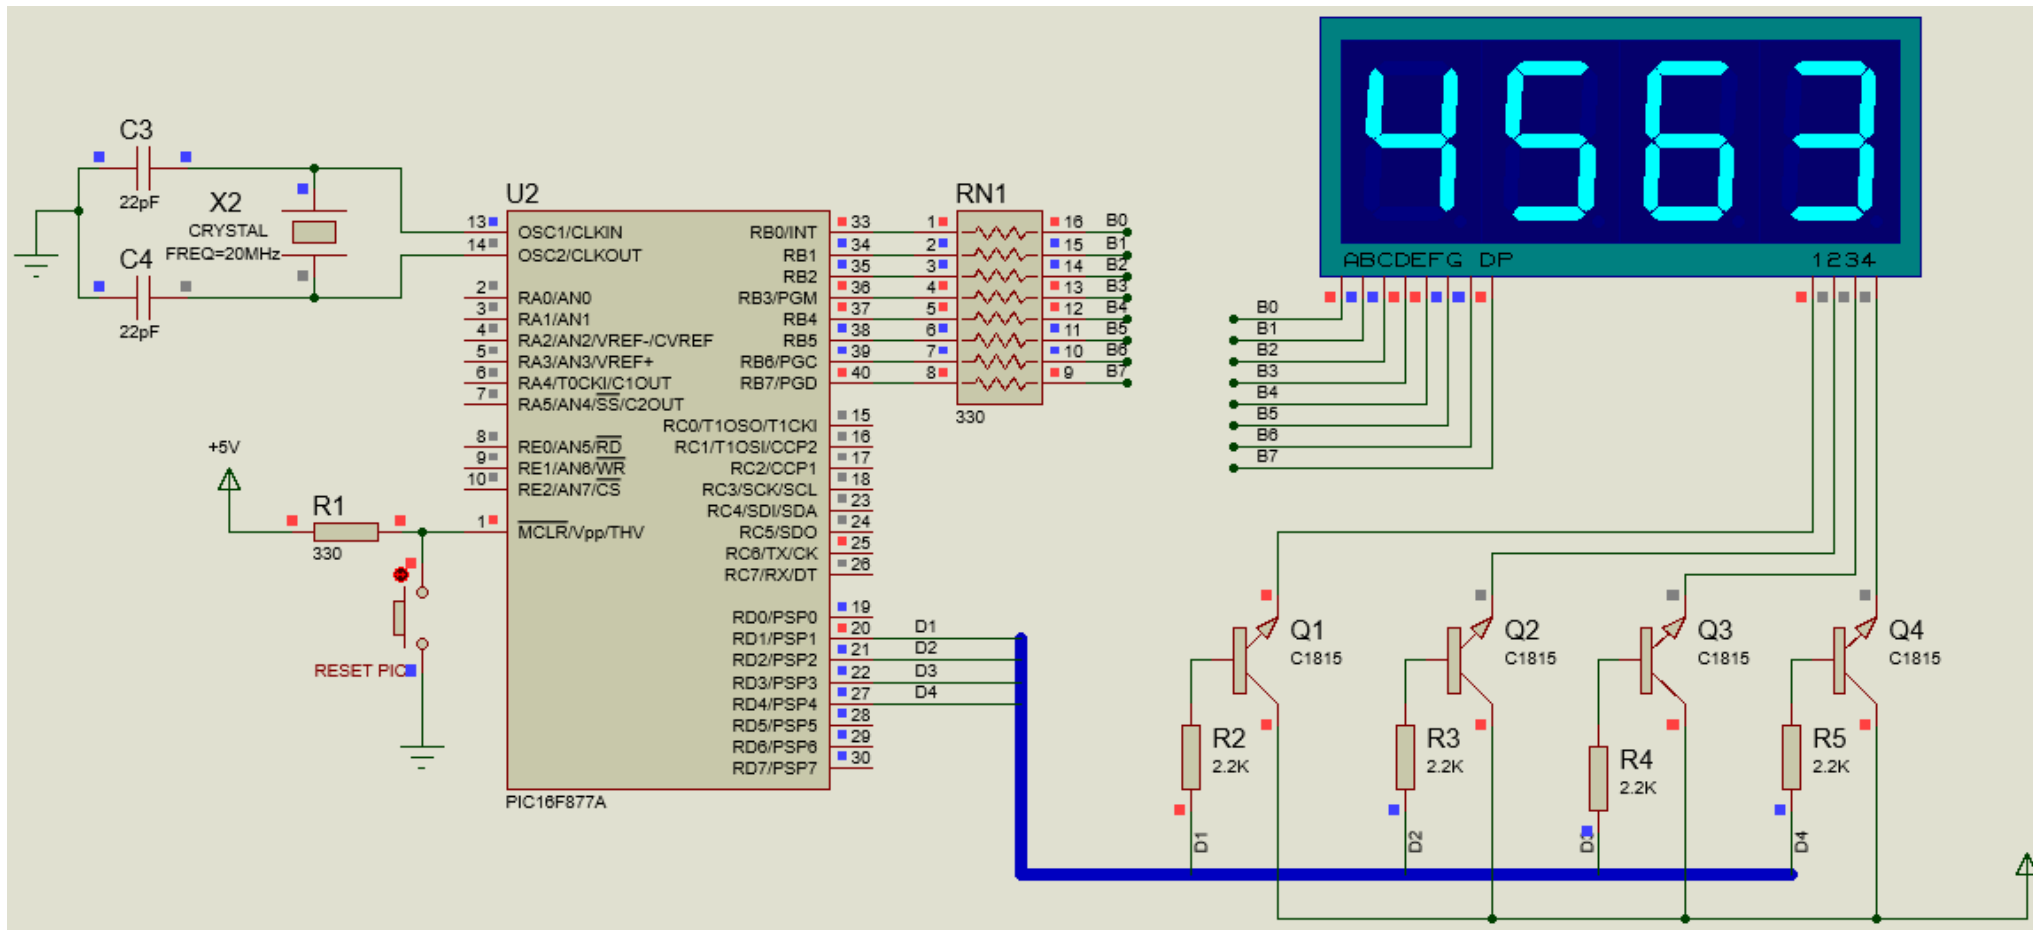 C3
22pF
X2
CRYSTAL
FREQ=20MHz
C4
22pF
+5V
R1
330
RESET PIC
U2
13
OSC1/CLKIN
14
OSC2/CLKOUT
2
RA0/AN0
3
RA1/AN1
4
RA2/AN2/VREF-/CVREF
5
RA3/AN3/VREF+
6
RA4/T0CKI/C1OUT
7
RA5/AN4/SS/C2OUT
8
RE0/AN5/RD
9
RE1/AN6/WR
10
RE2/AN7/CS
1
MCLR/Vpp/THV
RB0/INT
33
RB1
34
RB2
35
RB3/PGM
36
RB4
37
RB5
38
RB6/PGC
39
RB7/PGD
40
RC0/T1OSO/T1CKI
15
RC1/T1OSI/CCP2
16
RC2/CCP1
17
RC3/SCK/SCL
18
RC4/SDI/SDA
23
RC5/SDO
24
RC6/TX/CK
25
RC7/RX/DT
26
RD0/PSP0
19
RD1/PSP1
20
RD2/PSP2
21
RD3/PSP3
22
RD4/PSP4
27
RD5/PSP5
28
RD6/PSP6
29
RD7/PSP7
30
PIC16F877A
D1
D2
D3
D4
RN1
1 16 B0
2 15 B1
3 14 B2
4 13 B3
5 12 B4
6 11 B5
7 10 B6
8 9 B7
330
4563
ABCDEFG DP 1234
B0
B1
B2
B3
B4
B5
B6
B7
Q1
C1815
Q2
C1815
Q3
C1815
Q4
C1815
R2
2.2K
R3
2.2K
R4
2.2K
R5
2.2K
D1
D2
D3
D4